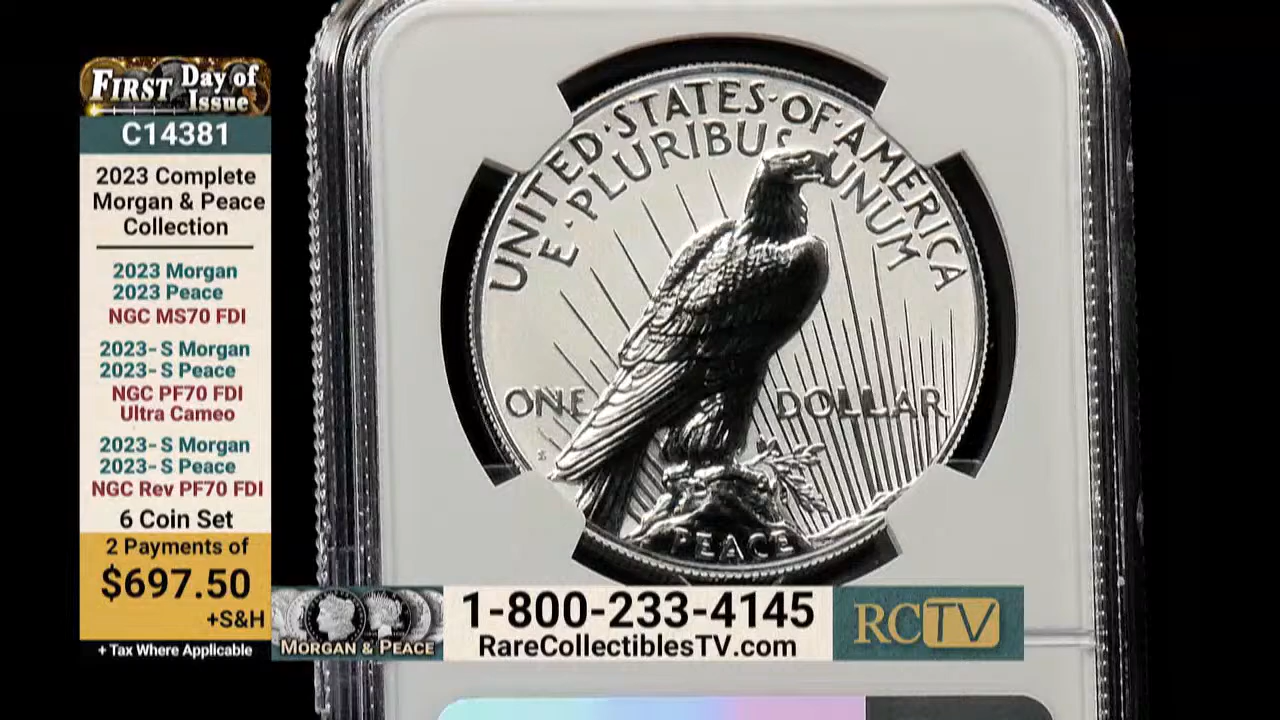 FIRST Day of Issue
C14381
2023 Complete
Morgan & Peace
Collection
2023 Morgan
2023 Peace
NGC MS70 FDI
2023-S Morgan
2023-S Peace
NGC PF70 FDI
Ultra Cameo
2023-S Morgan
2023-S Peace
NGC Rev PF70 FDI
6 Coin Set
2 Payments of
$697.50
+S&H
+ Tax Where Applicable
UNITED·STATES·OF·AMERICA
E·PLURIBUS UNUM
ONE DOLLAR
S
PEACE
MORGAN & PEACE
1-800-233-4145
RareCollectiblesTV.com
RCTV